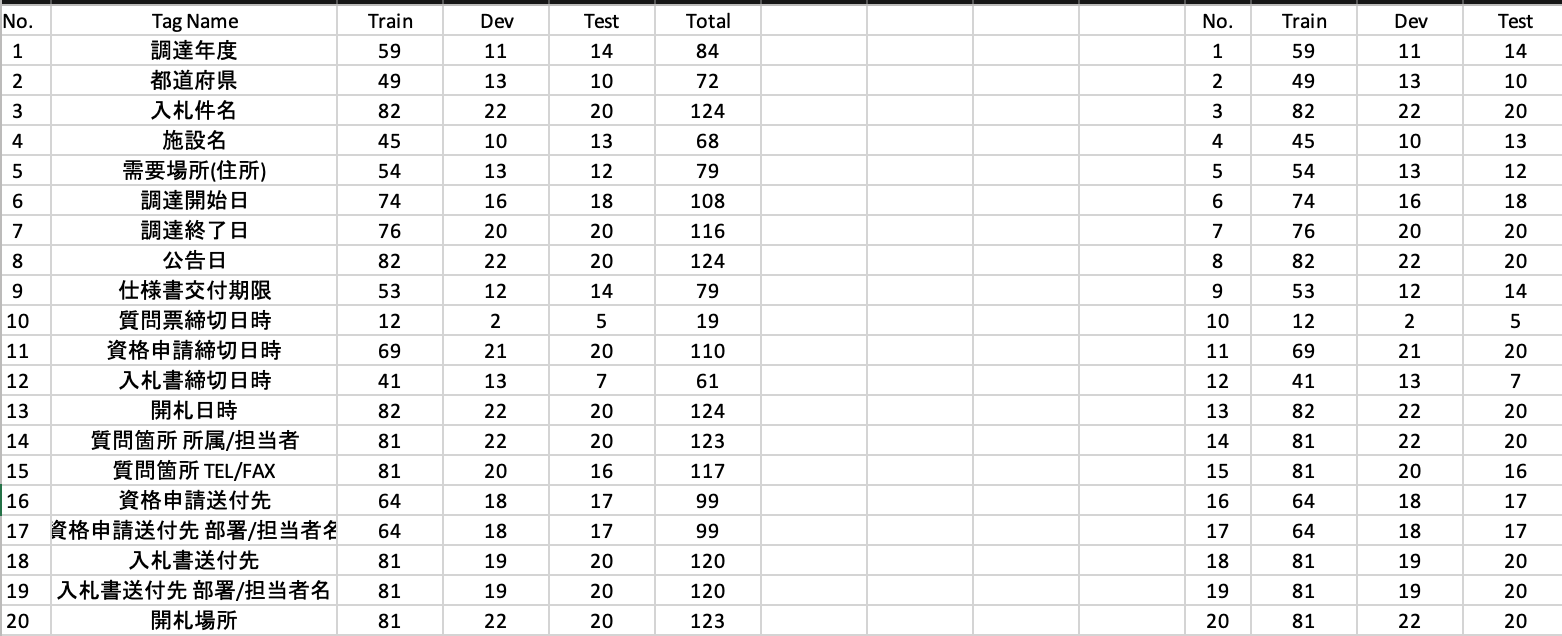 No. Tag Name Train Dev Test Total No. Train Dev Test
1 調達年度 59 11 14 84 1 59 11 14
2 都道府県 49 13 10 72 2 49 13 10
3 入札件名 82 22 20 124 3 82 22 20
4 施設名 45 10 13 68 4 45 10 13
5 需要場所(住所) 54 13 12 79 5 54 13 12
6 調達開始日 74 16 18 108 6 74 16 18
7 調達終了日 76 20 20 116 7 76 20 20
8 公告日 82 22 20 124 8 82 22 20
9 仕様書交付期限 53 12 14 79 9 53 12 14
10 質問票締切日時 12 2 5 19 10 12 2 5
11 資格申請締切日時 69 21 20 110 11 69 21 20
12 入札書締切日時 41 13 7 61 12 41 13 7
13 開札日時 82 22 20 124 13 82 22 20
14 質問箇所 所属/担当者 81 22 20 123 14 81 22 20
15 質問箇所 TEL/FAX 81 20 16 117 15 81 20 16
16 資格申請送付先 64 18 17 99 16 64 18 17
17 資格申請送付先 部署/担当者名 64 18 17 99 17 64 18 17
18 入札書送付先 81 19 20 120 18 81 19 20
19 入札書送付先 部署/担当者名 81 19 20 120 19 81 19 20
20 開札場所 81 22 20 123 20 81 22 20